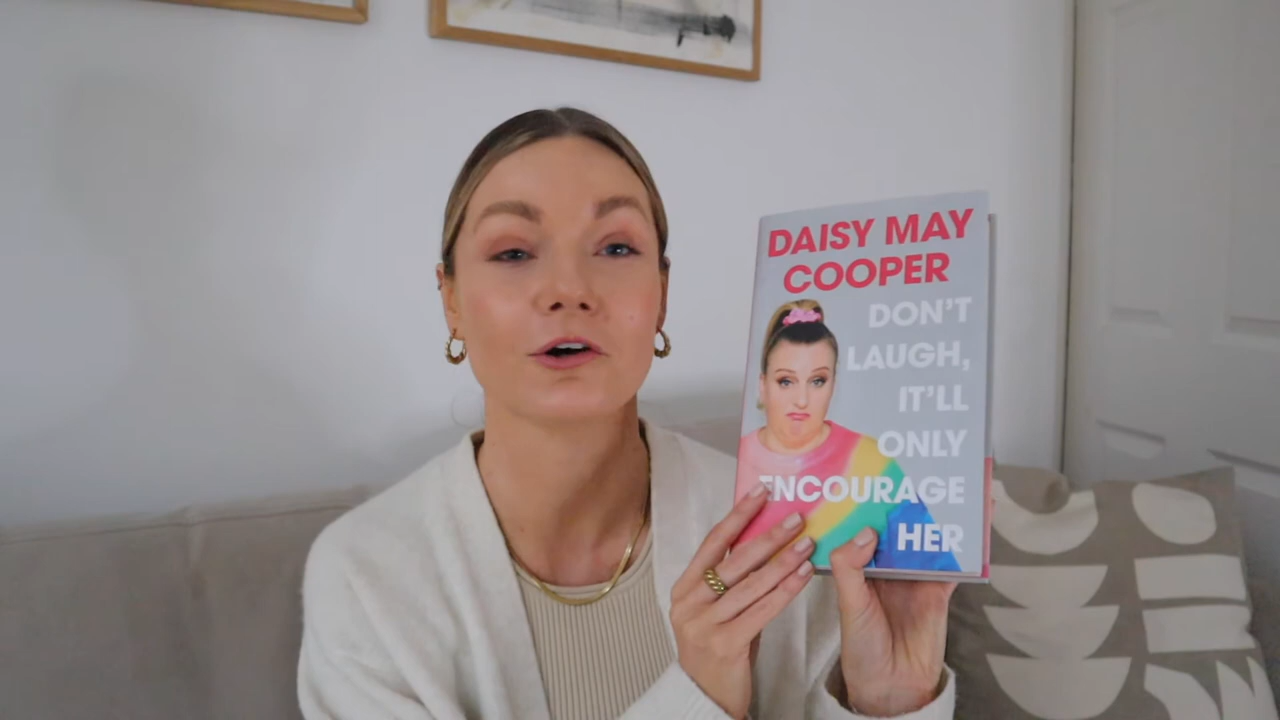 DAISY MAY
COOPER
DON'T
LAUGH,
IT'LL
ONLY
ENCOURAGE
HER